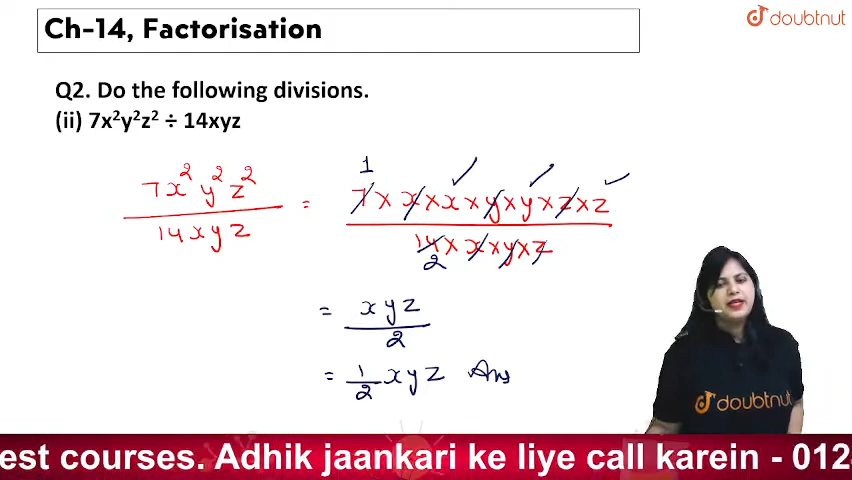 Ch-14, Factorisation
doubtnut
Q2. Do the following divisions.
(ii) 7x²y²z² ÷ 14xyz
7x²y²z² / 14xyz = 7 × x × x × y × y × z × z / 14 × x × y × z
1
2
= xyz / 2
= 1/2 xyz Ans
doubtnut
est courses. Adhik jaankari ke liye call karein - 012